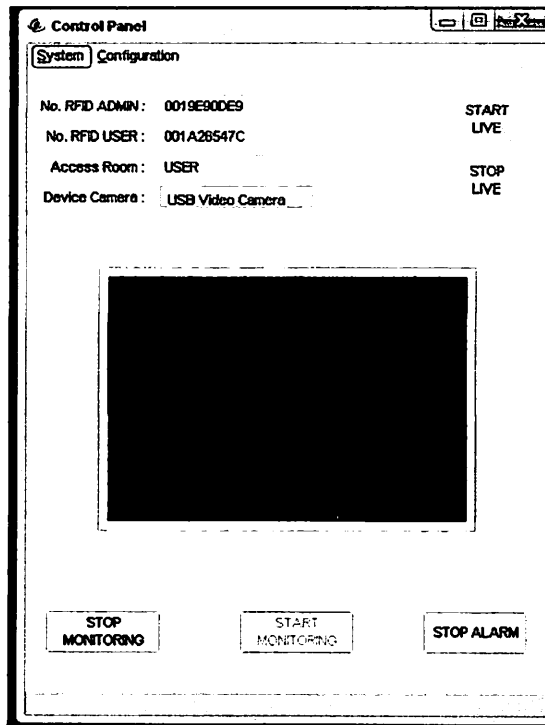 Control Panel
System Configuration
No. RFID ADMIN : 0019E90DE9
START LIVE
No. RFID USER : 001A28547C
Access Room : USER
STOP LIVE
Device Camera : USB Video Camera
STOP MONITORING
START MONITORING
STOP ALARM